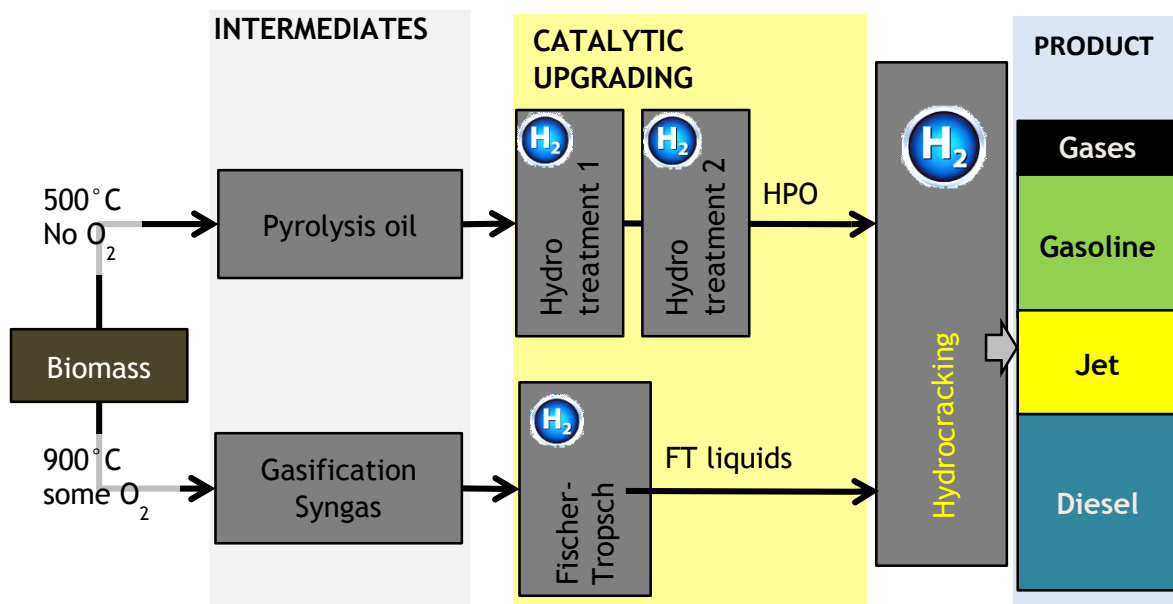 INTERMEDIATES
CATALYTIC
UPGRADING
PRODUCT
500°C
No O2
Biomass
900°C
some O2
Pyrolysis oil
Gasification
Syngas
H2
Hydro
treatment 1
H2
Hydro
treatment 2
HPO
H2
Fischer-
Tropsch
FT liquids
H2
Hydrocracking
Gases
Gasoline
Jet
Diesel